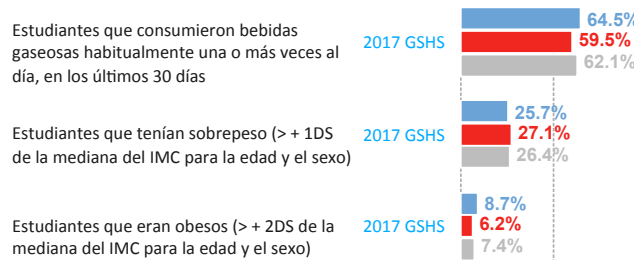 Estudiantes que consumieron bebidas
gaseosas habitualmente una o más veces al
día, en los últimos 30 días
2017 GSHS
64.5%
59.5%
62.1%
Estudiantes que tenían sobrepeso (> + 1DS
de la mediana del IMC para la edad y el sexo)
2017 GSHS
25.7%
27.1%
26.4%
Estudiantes que eran obesos (> + 2DS de la
mediana del IMC para la edad y el sexo)
2017 GSHS
8.7%
6.2%
7.4%